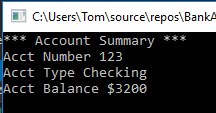 C:\Users\Tom\source\repos\BankA
*** Account Summary ***
Acct Number 123
Acct Type Checking
Acct Balance $3200